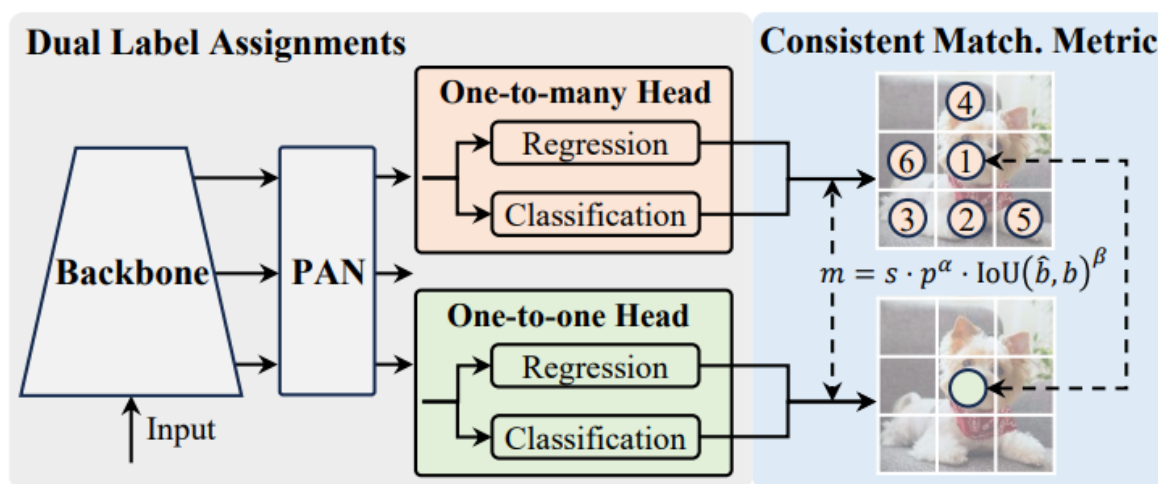 Dual Label Assignments
Consistent Match. Metric
One-to-many Head
Regression
Classification
Backbone
PAN
Input
One-to-one Head
Regression
Classification
4
6 1
3 2 5
m = s · p^α · IoU(b̂, b)^β